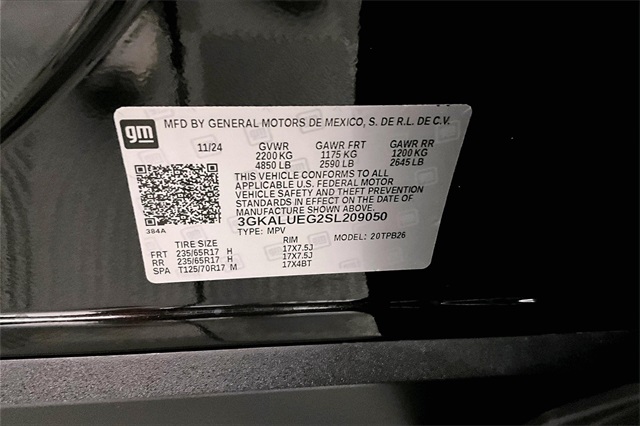 gm MFD BY GENERAL MOTORS DE MEXICO, S. DE R.L. DE C.V.
11/24 GVWR GAWR FRT GAWR RR
2200 KG 1175 KG 1200 KG
4850 LB 2590 LB 2645 LB
THIS VEHICLE CONFORMS TO ALL
APPLICABLE U.S. FEDERAL MOTOR
VEHICLE SAFETY AND THEFT PREVENTION
STANDARDS IN EFFECT ON THE DATE OF
MANUFACTURE SHOWN ABOVE.
3GKALUEG2SL209050
384A TYPE: MPV MODEL: 20TPB26
TIRE SIZE RIM
FRT 235/65R17 H 17X7.5J
RR 235/65R17 H 17X7.5J
SPA T125/70R17 M 17X4BT